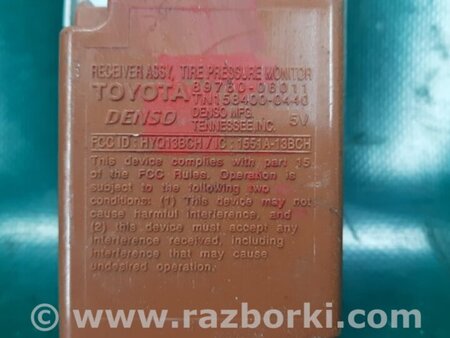 RECEIVER ASSY, TIRE PRESSURE MONITOR
TOYOTA 89760-06011
TN158400-0440
DENSO DENSO MFG. TENNESSEE, INC. 5V
FCC ID : HYQ13BCH / IC : 1551A-13BCH
This device complies with part 15
of the FCC Rules. Operation is
subject to the following two
conditions: (1) This device may not
cause harmful interference, and
(2) this device must accept any
interference received, including
interference that may cause
undesired operation.
© www.razborki.com